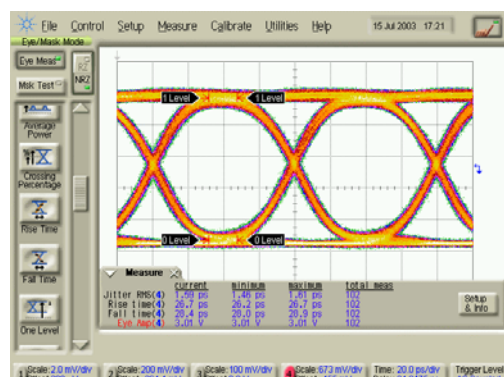 File Control Setup Measure Calibrate Utilities Help 15 Jul 2003 17:21
Eye/Mask Mode
Eye Meas
RZ
NRZ
Msk Test
Average
Power
Crossing
Percentage
Rise Time
Fall Time
One Level
1 Level 1 Level
0 Level 0 Level
Measure
current minimum maximum total meas
Jitter RMS(4) 1.59 ps 1.46 ps 1.61 ps 102
Rise time(4) 26.7 ps 26.2 ps 26.7 ps 102
Fall time(4) 28.4 ps 28.0 ps 28.9 ps 102
Eye Amp(4) 3.01 V 3.01 V 3.01 V 102
Setup
& Info
1 Scale:2.0 mV/div 2 Scale:200 mV/div 3 Scale:100 mV/div 4 Scale:673 mV/div Time: 20.0 ps/div Trigger Level